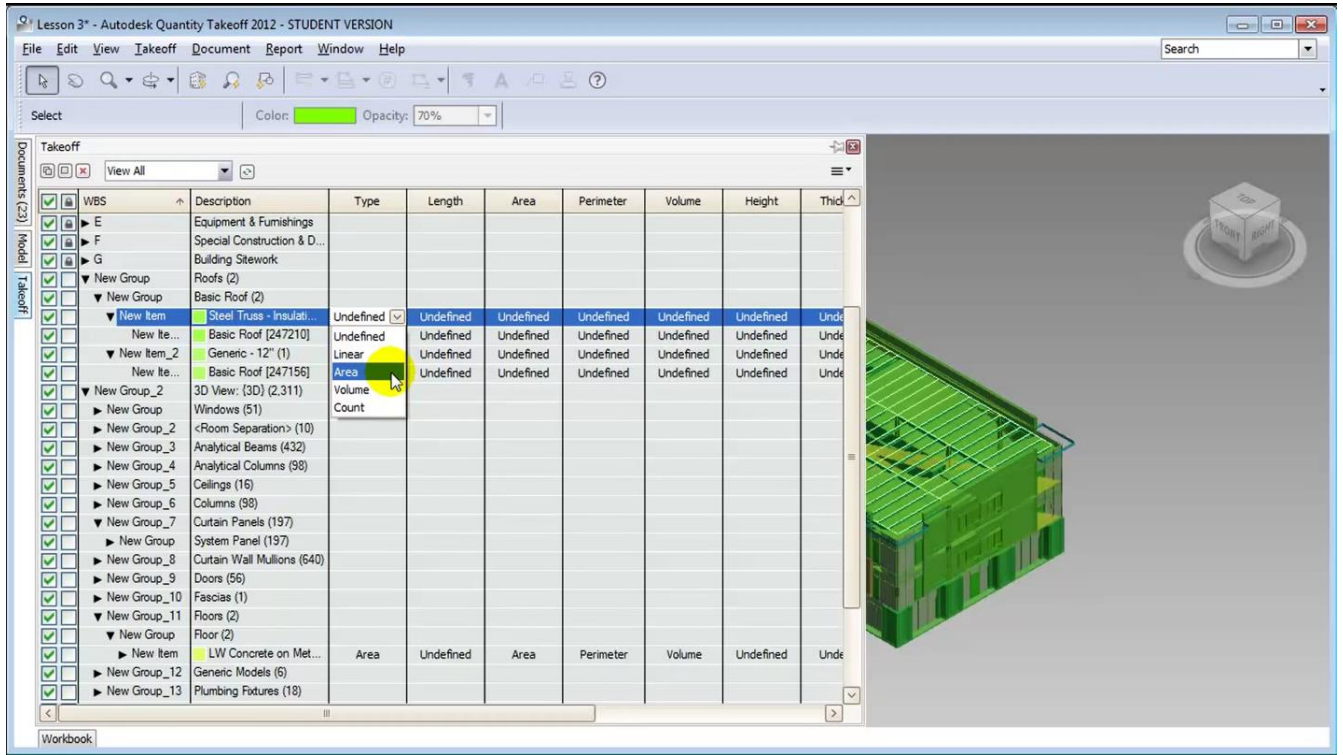 Lesson 3* - Autodesk Quantity Takeoff 2012 - STUDENT VERSION
File Edit View Takeoff Document Report Window Help Search
Select Color: Opacity: 70%
Documents (23)
Model
Takeoff
Takeoff
View All
WBS Description Type Length Area Perimeter Volume Height Thick
E Equipment & Furnishings
F Special Construction & D...
G Building Sitework
New Group Roofs (2)
New Group Basic Roof (2)
New Item Steel Truss - Insulati... Undefined Undefined Undefined Undefined Undefined Undefined Unde
New Ite... Basic Roof [247210] Undefined Undefined Undefined Undefined Undefined Undefined Unde
New Item_2 Generic - 12" (1) Linear Undefined Undefined Undefined Undefined Undefined Unde
New Ite... Basic Roof [247156] Area Undefined Undefined Undefined Undefined Undefined Unde
New Group_2 3D View: {3D} (2,311) Volume
New Group Windows (51) Count
New Group_2 <Room Separation> (10)
New Group_3 Analytical Beams (432)
New Group_4 Analytical Columns (98)
New Group_5 Ceilings (16)
New Group_6 Columns (98)
New Group_7 Curtain Panels (197)
New Group System Panel (197)
New Group_8 Curtain Wall Mullions (640)
New Group_9 Doors (56)
New Group_10 Fascias (1)
New Group_11 Floors (2)
New Group Floor (2)
New Item LW Concrete on Met... Area Undefined Area Perimeter Volume Undefined Unde
New Group_12 Generic Models (6)
New Group_13 Plumbing Fixtures (18)
Workbook
TOP
FRONT RIGHT